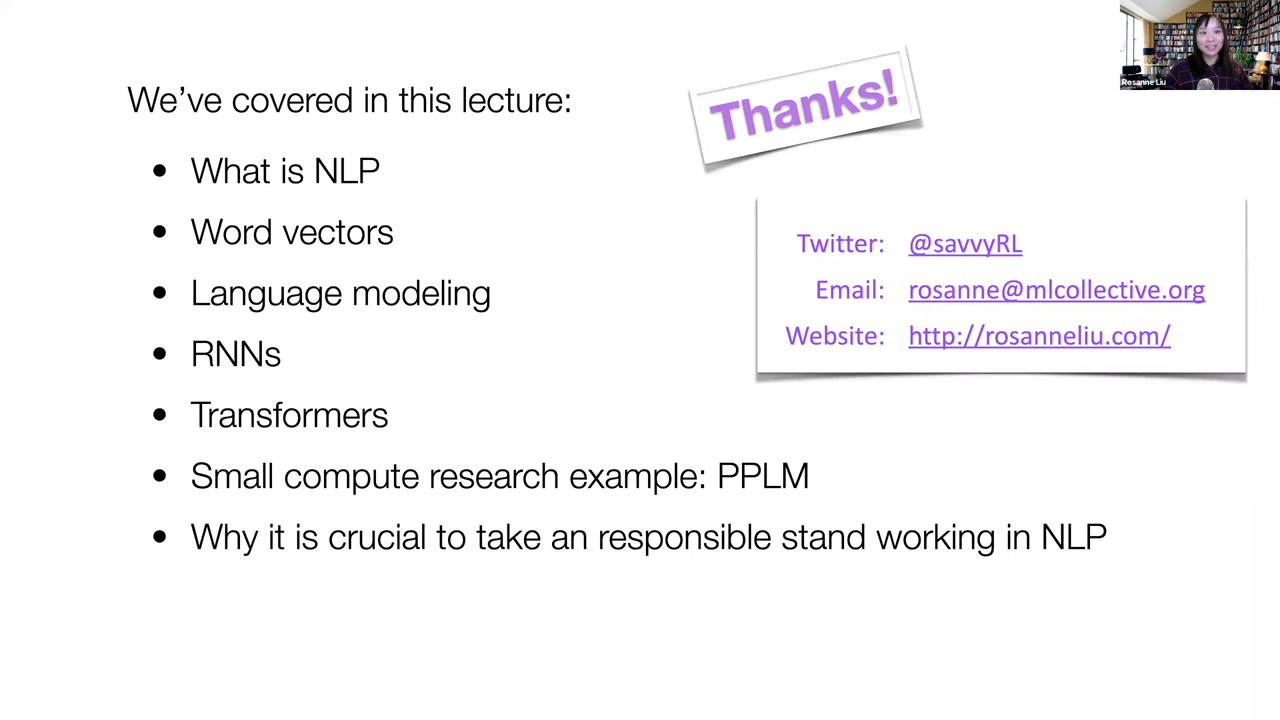 We've covered in this lecture:
• What is NLP
• Word vectors
• Language modeling
• RNNs
• Transformers
• Small compute research example: PPLM
• Why it is crucial to take an responsible stand working in NLP
Thanks!
Twitter: @savvyRL
Email: rosanne@mlcollective.org
Website: http://rosanneliu.com/
Rosanne Liu